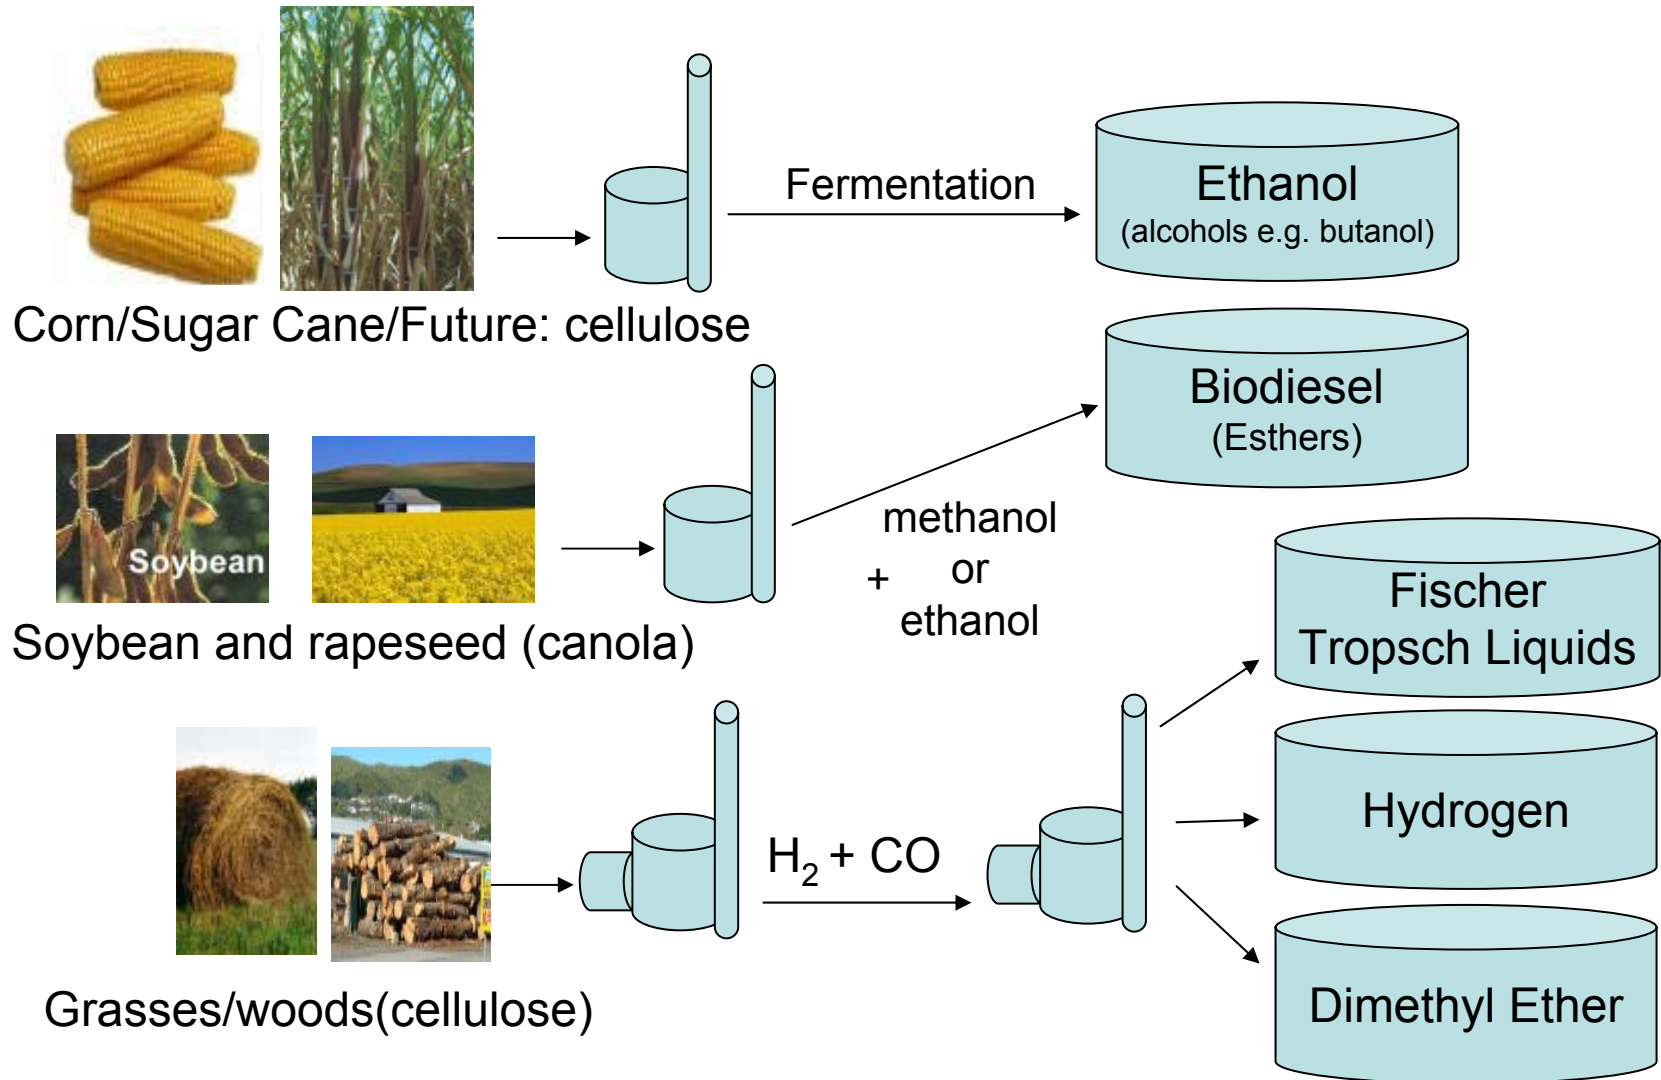 Fermentation
Ethanol
(alcohols e.g. butanol)
Corn/Sugar Cane/Future: cellulose
Biodiesel
(Esthers)
Soybean
methanol
+ or
ethanol
Soybean and rapeseed (canola)
Fischer
Tropsch Liquids
H₂ + CO
Hydrogen
Grasses/woods(cellulose)
Dimethyl Ether